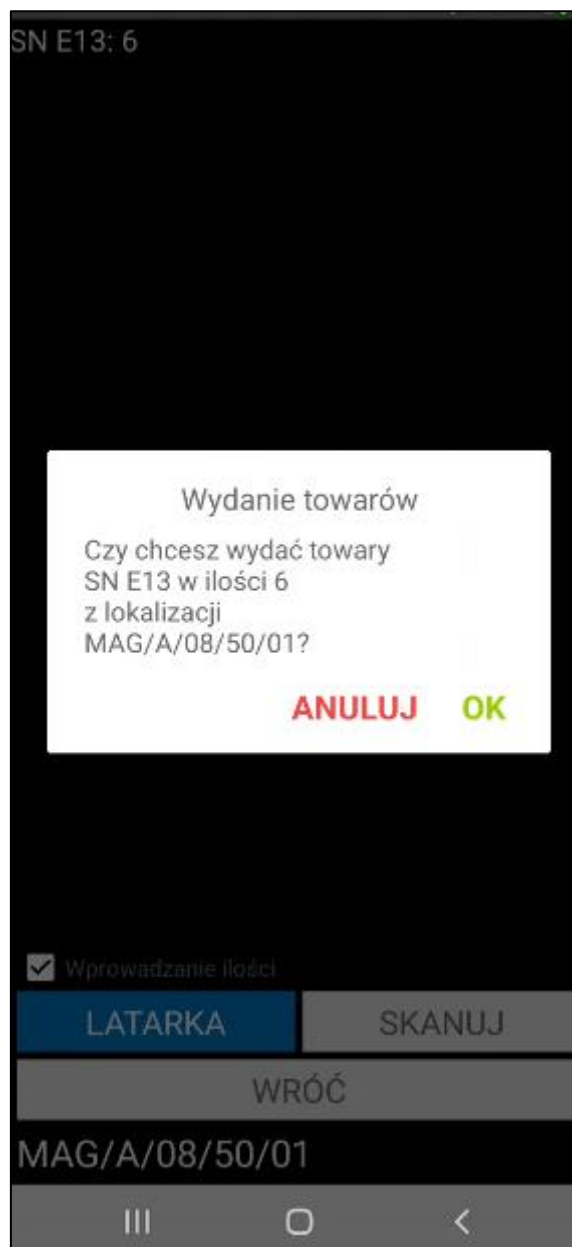 SN E13: 6
Wydanie towarów
Czy chcesz wydać towary
SN E13 w ilości 6
z lokalizacji
MAG/A/08/50/01?
ANULUJ OK
Wprowadzanie ilości
LATARKA SKANUJ
WRÓĆ
MAG/A/08/50/01